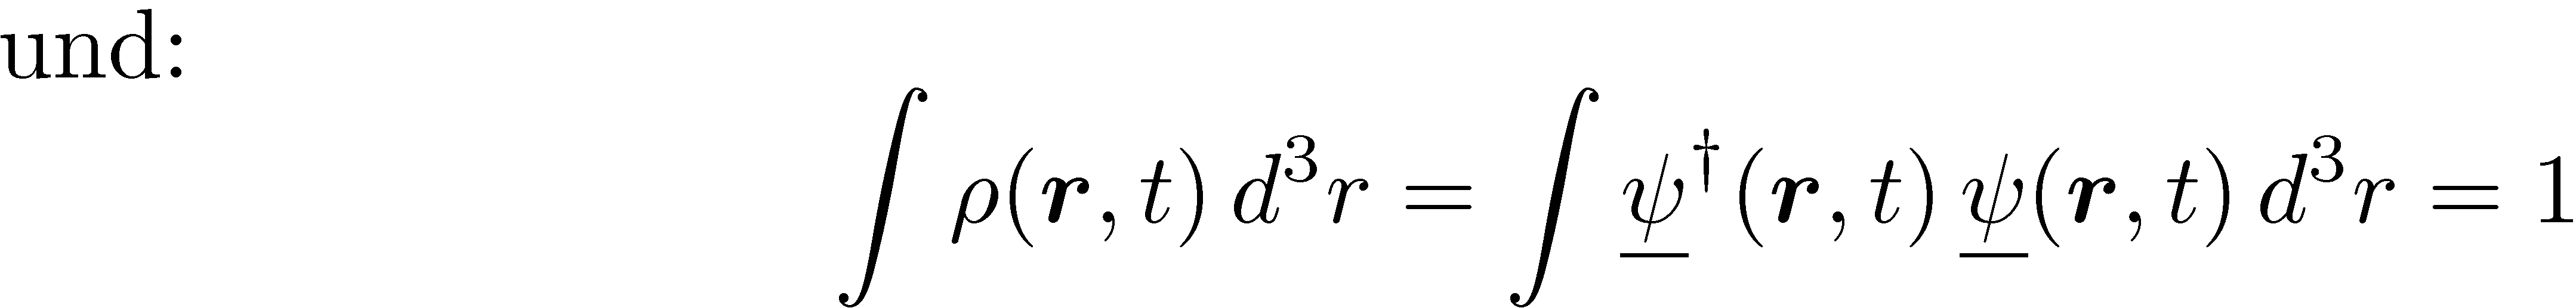 und:
∫ ρ(𝒓, t) d³r = ∫ ψ̲†(𝒓, t) ψ̲(𝒓, t) d³r = 1